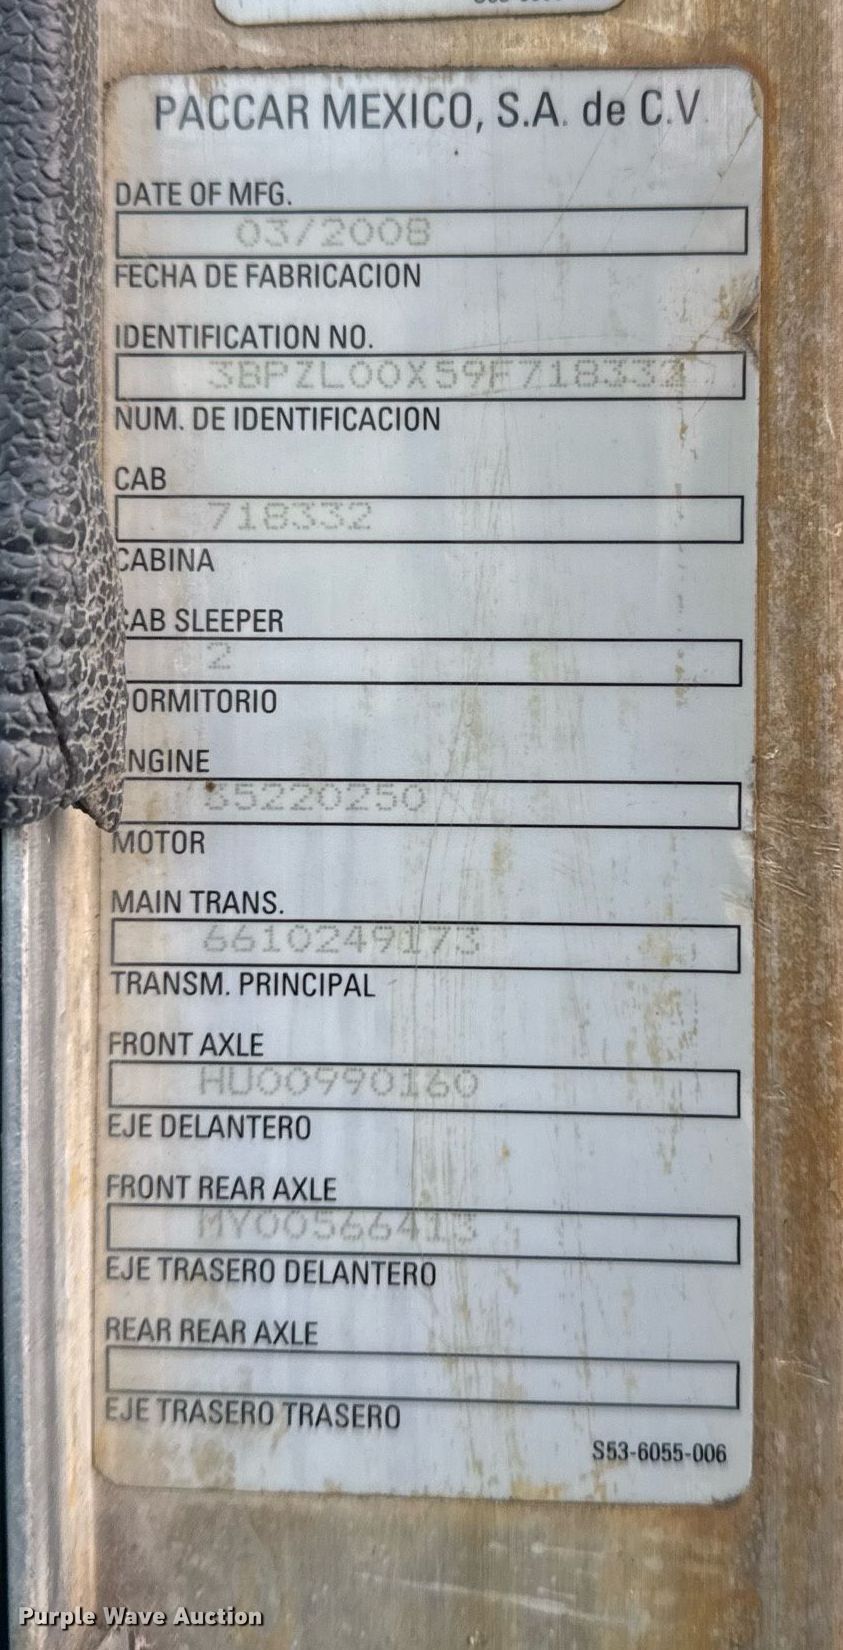 PACCAR MEXICO, S.A. de C.V.
DATE OF MFG.
03/2008
FECHA DE FABRICACION
IDENTIFICATION NO.
3BPZL00X59F718332
NUM. DE IDENTIFICACION
CAB
718332
CABINA
CAB SLEEPER
2
DORMITORIO
ENGINE
35220250
MOTOR
MAIN TRANS.
6610249173
TRANSM. PRINCIPAL
FRONT AXLE
HU00990160
EJE DELANTERO
FRONT REAR AXLE
MY00566413
EJE TRASERO DELANTERO
REAR REAR AXLE
EJE TRASERO TRASERO
S53-6055-006
Purple Wave Auction